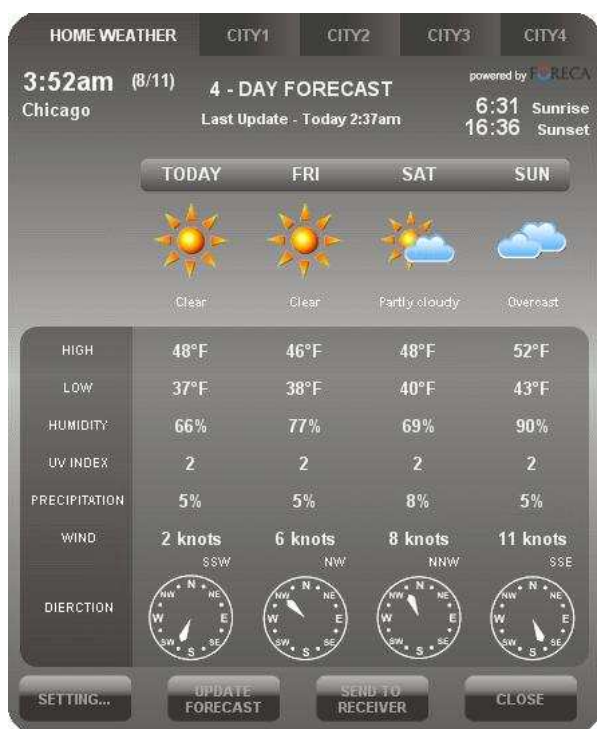 HOME WEATHER CITY1 CITY2 CITY3 CITY4
3:52am (8/11)
Chicago
4 - DAY FORECAST
Last Update - Today 2:37am
powered by FORECA
6:31 Sunrise
16:36 Sunset
TODAY FRI SAT SUN
Clear Clear Partly cloudy Overcast
HIGH 48°F 46°F 48°F 52°F
LOW 37°F 38°F 40°F 43°F
HUMIDITY 66% 77% 69% 90%
UV INDEX 2 2 2 2
PRECIPITATION 5% 5% 8% 5%
WIND 2 knots 6 knots 8 knots 11 knots
SSW NW NNW SSE
DIERCTION
N NE E SE S SW W NW
N NE E SE S SW W NW
N NE E SE S SW W NW
N NE E SE S SW W NW
SETTING...
UPDATE
FORECAST
SEND TO
RECEIVER
CLOSE